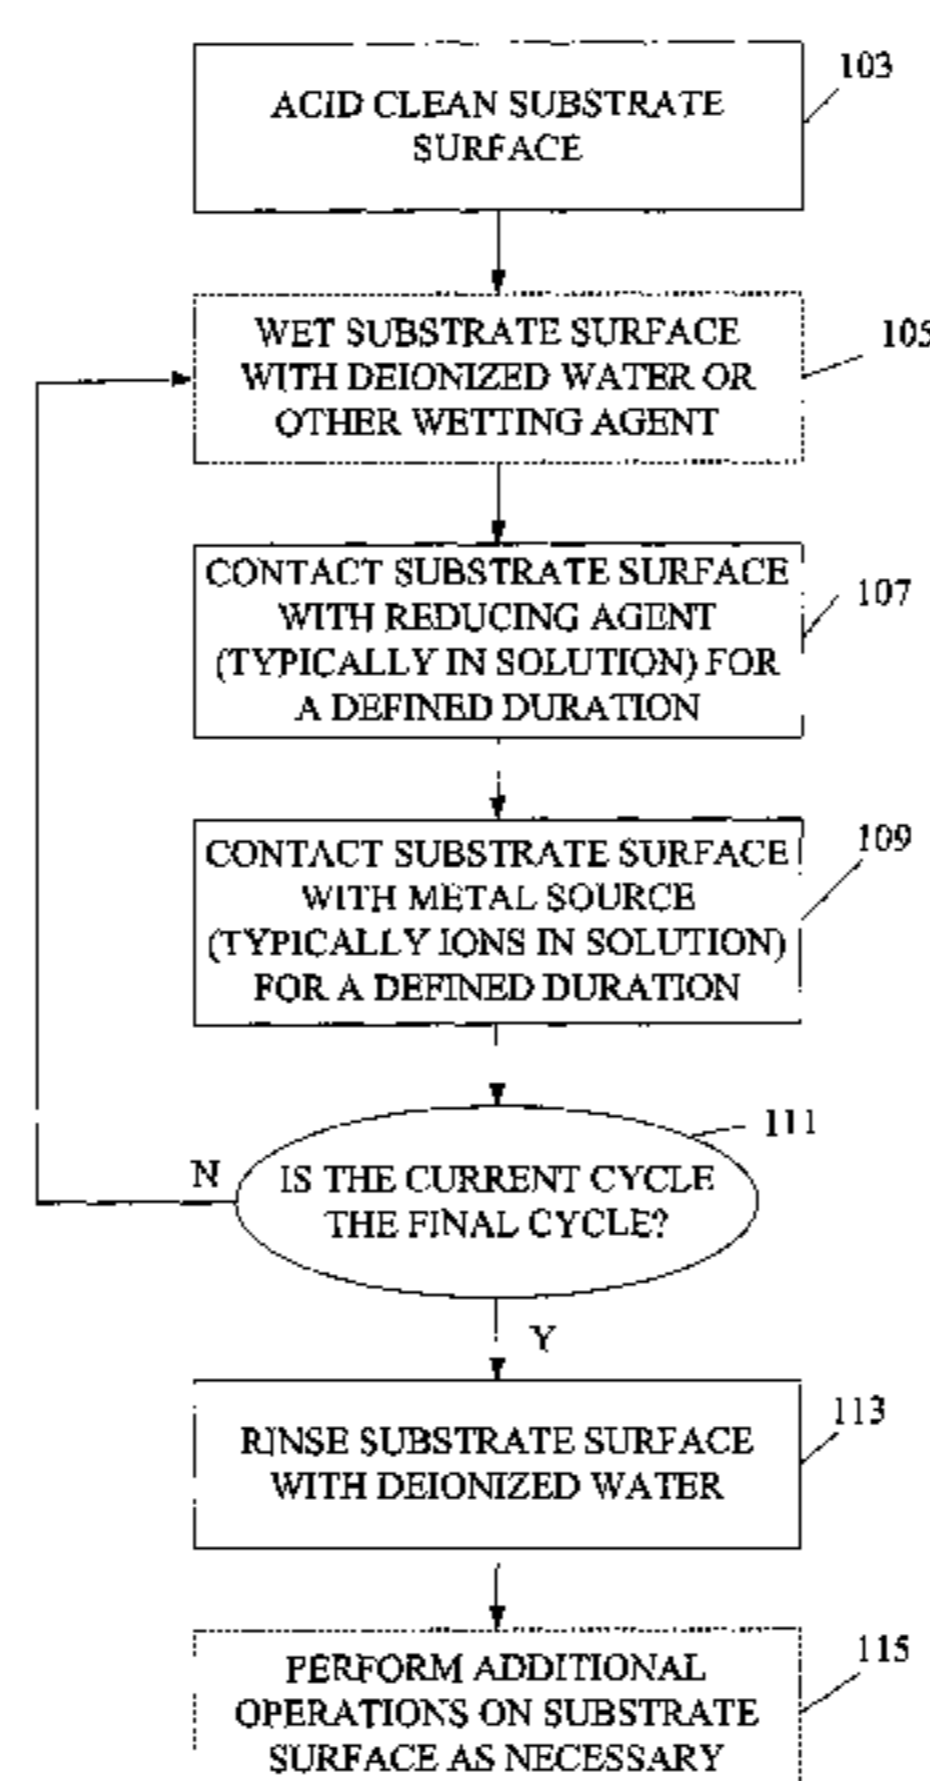 103
ACID CLEAN SUBSTRATE
SURFACE
WET SUBSTRATE SURFACE
WITH DEIONIZED WATER OR
OTHER WETTING AGENT
105
CONTACT SUBSTRATE SURFACE
WITH REDUCING AGENT
(TYPICALLY IN SOLUTION) FOR
A DEFINED DURATION
107
CONTACT SUBSTRATE SURFACE
WITH METAL SOURCE
(TYPICALLY IONS IN SOLUTION)
FOR A DEFINED DURATION
109
111
N
IS THE CURRENT CYCLE
THE FINAL CYCLE?
Y
RINSE SUBSTRATE SURFACE
WITH DEIONIZED WATER
113
PERFORM ADDITIONAL
OPERATIONS ON SUBSTRATE
SURFACE AS NECESSARY
115